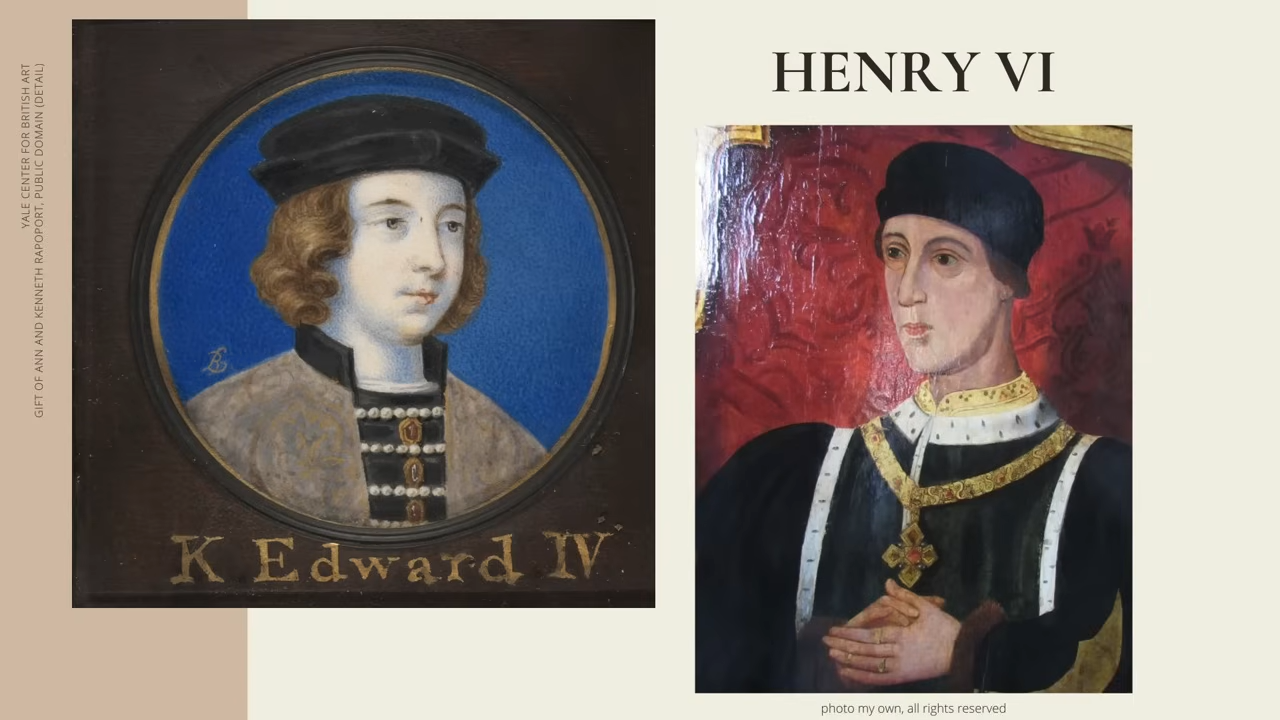 YALE CENTER FOR BRITISH ART
GIFT OF ANN AND KENNETH RAPOPORT, PUBLIC DOMAIN (DETAIL)
K Edward IV
HENRY VI
photo my own, all rights reserved